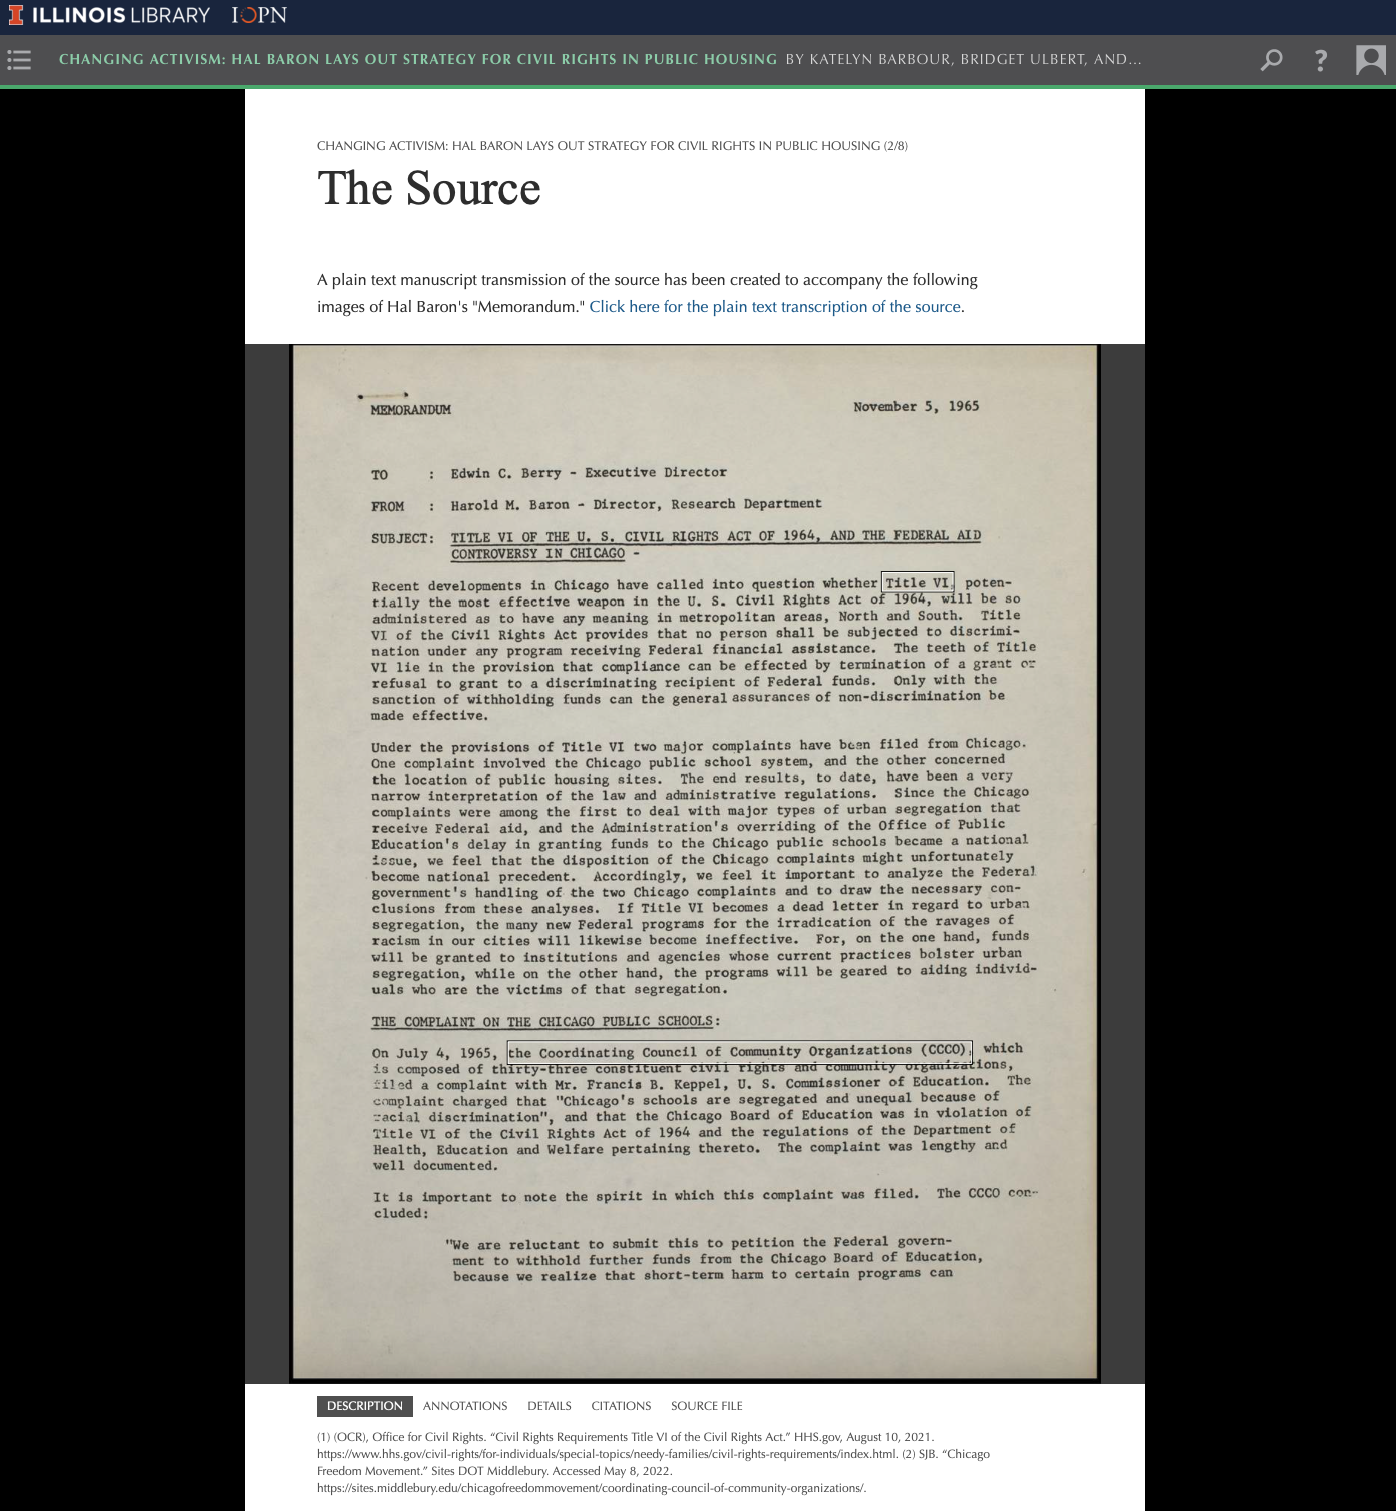 ILLINOIS LIBRARY IOPN
CHANGING ACTIVISM: HAL BARON LAYS OUT STRATEGY FOR CIVIL RIGHTS IN PUBLIC HOUSING BY KATELYN BARBOUR, BRIDGET ULBERT, AND...
CHANGING ACTIVISM: HAL BARON LAYS OUT STRATEGY FOR CIVIL RIGHTS IN PUBLIC HOUSING (2/8)
The Source
A plain text manuscript transmission of the source has been created to accompany the following
images of Hal Baron's "Memorandum." Click here for the plain text transcription of the source.
MEMORANDUM November 5, 1965
TO : Edwin C. Berry - Executive Director
FROM : Harold M. Baron - Director, Research Department
SUBJECT: TITLE VI OF THE U. S. CIVIL RIGHTS ACT OF 1964, AND THE FEDERAL AID
CONTROVERSY IN CHICAGO -
Recent developments in Chicago have called into question whether Title VI, poten-
tially the most effective weapon in the U. S. Civil Rights Act of 1964, will be so
administered as to have any meaning in metropolitan areas, North and South. Title
VI of the Civil Rights Act provides that no person shall be subjected to discrimi-
nation under any program receiving Federal financial assistance. The teeth of Title
VI lie in the provision that compliance can be effected by termination of a grant or
refusal to grant to a discriminating recipient of Federal funds. Only with the
sanction of withholding funds can the general assurances of non-discrimination be
made effective.
Under the provisions of Title VI two major complaints have been filed from Chicago.
One complaint involved the Chicago public school system, and the other concerned
the location of public housing sites. The end results, to date, have been a very
narrow interpretation of the law and administrative regulations. Since the Chicago
complaints were among the first to deal with major types of urban segregation that
receive Federal aid, and the Administration's overriding of the Office of Public
Education's delay in granting funds to the Chicago public schools became a national
issue, we feel that the disposition of the Chicago complaints might unfortunately
become national precedent. Accordingly, we feel it important to analyze the Federal
government's handling of the two Chicago complaints and to draw the necessary con-
clusions from these analyses. If Title VI becomes a dead letter in regard to urban
segregation, the many new Federal programs for the irradication of the ravages of
racism in our cities will likewise become ineffective. For, on the one hand, funds
will be granted to institutions and agencies whose current practices bolster urban
segregation, while on the other hand, the programs will be geared to aiding individ-
uals who are the victims of that segregation.
THE COMPLAINT ON THE CHICAGO PUBLIC SCHOOLS:
On July 4, 1965, the Coordinating Council of Community Organizations (CCCO), which
is composed of thirty-three constituent civil rights and community organizations,
filed a complaint with Mr. Francis B. Keppel, U. S. Commissioner of Education. The
complaint charged that "Chicago's schools are segregated and unequal because of
racial discrimination", and that the Chicago Board of Education was in violation of
Title VI of the Civil Rights Act of 1964 and the regulations of the Department of
Health, Education and Welfare pertaining thereto. The complaint was lengthy and
well documented.
It is important to note the spirit in which this complaint was filed. The CCCO con-
cluded:
"We are reluctant to submit this to petition the Federal govern-
ment to withhold further funds from the Chicago Board of Education,
because we realize that short-term harm to certain programs can
DESCRIPTION ANNOTATIONS DETAILS CITATIONS SOURCE FILE
(1) (OCR), Office for Civil Rights. “Civil Rights Requirements Title VI of the Civil Rights Act.” HHS.gov, August 10, 2021.
https://www.hhs.gov/civil-rights/for-individuals/special-topics/needy-families/civil-rights-requirements/index.html. (2) SJB. “Chicago
Freedom Movement.” Sites DOT Middlebury. Accessed May 8, 2022.
https://sites.middlebury.edu/chicagofreedommovement/coordinating-council-of-community-organizations/.